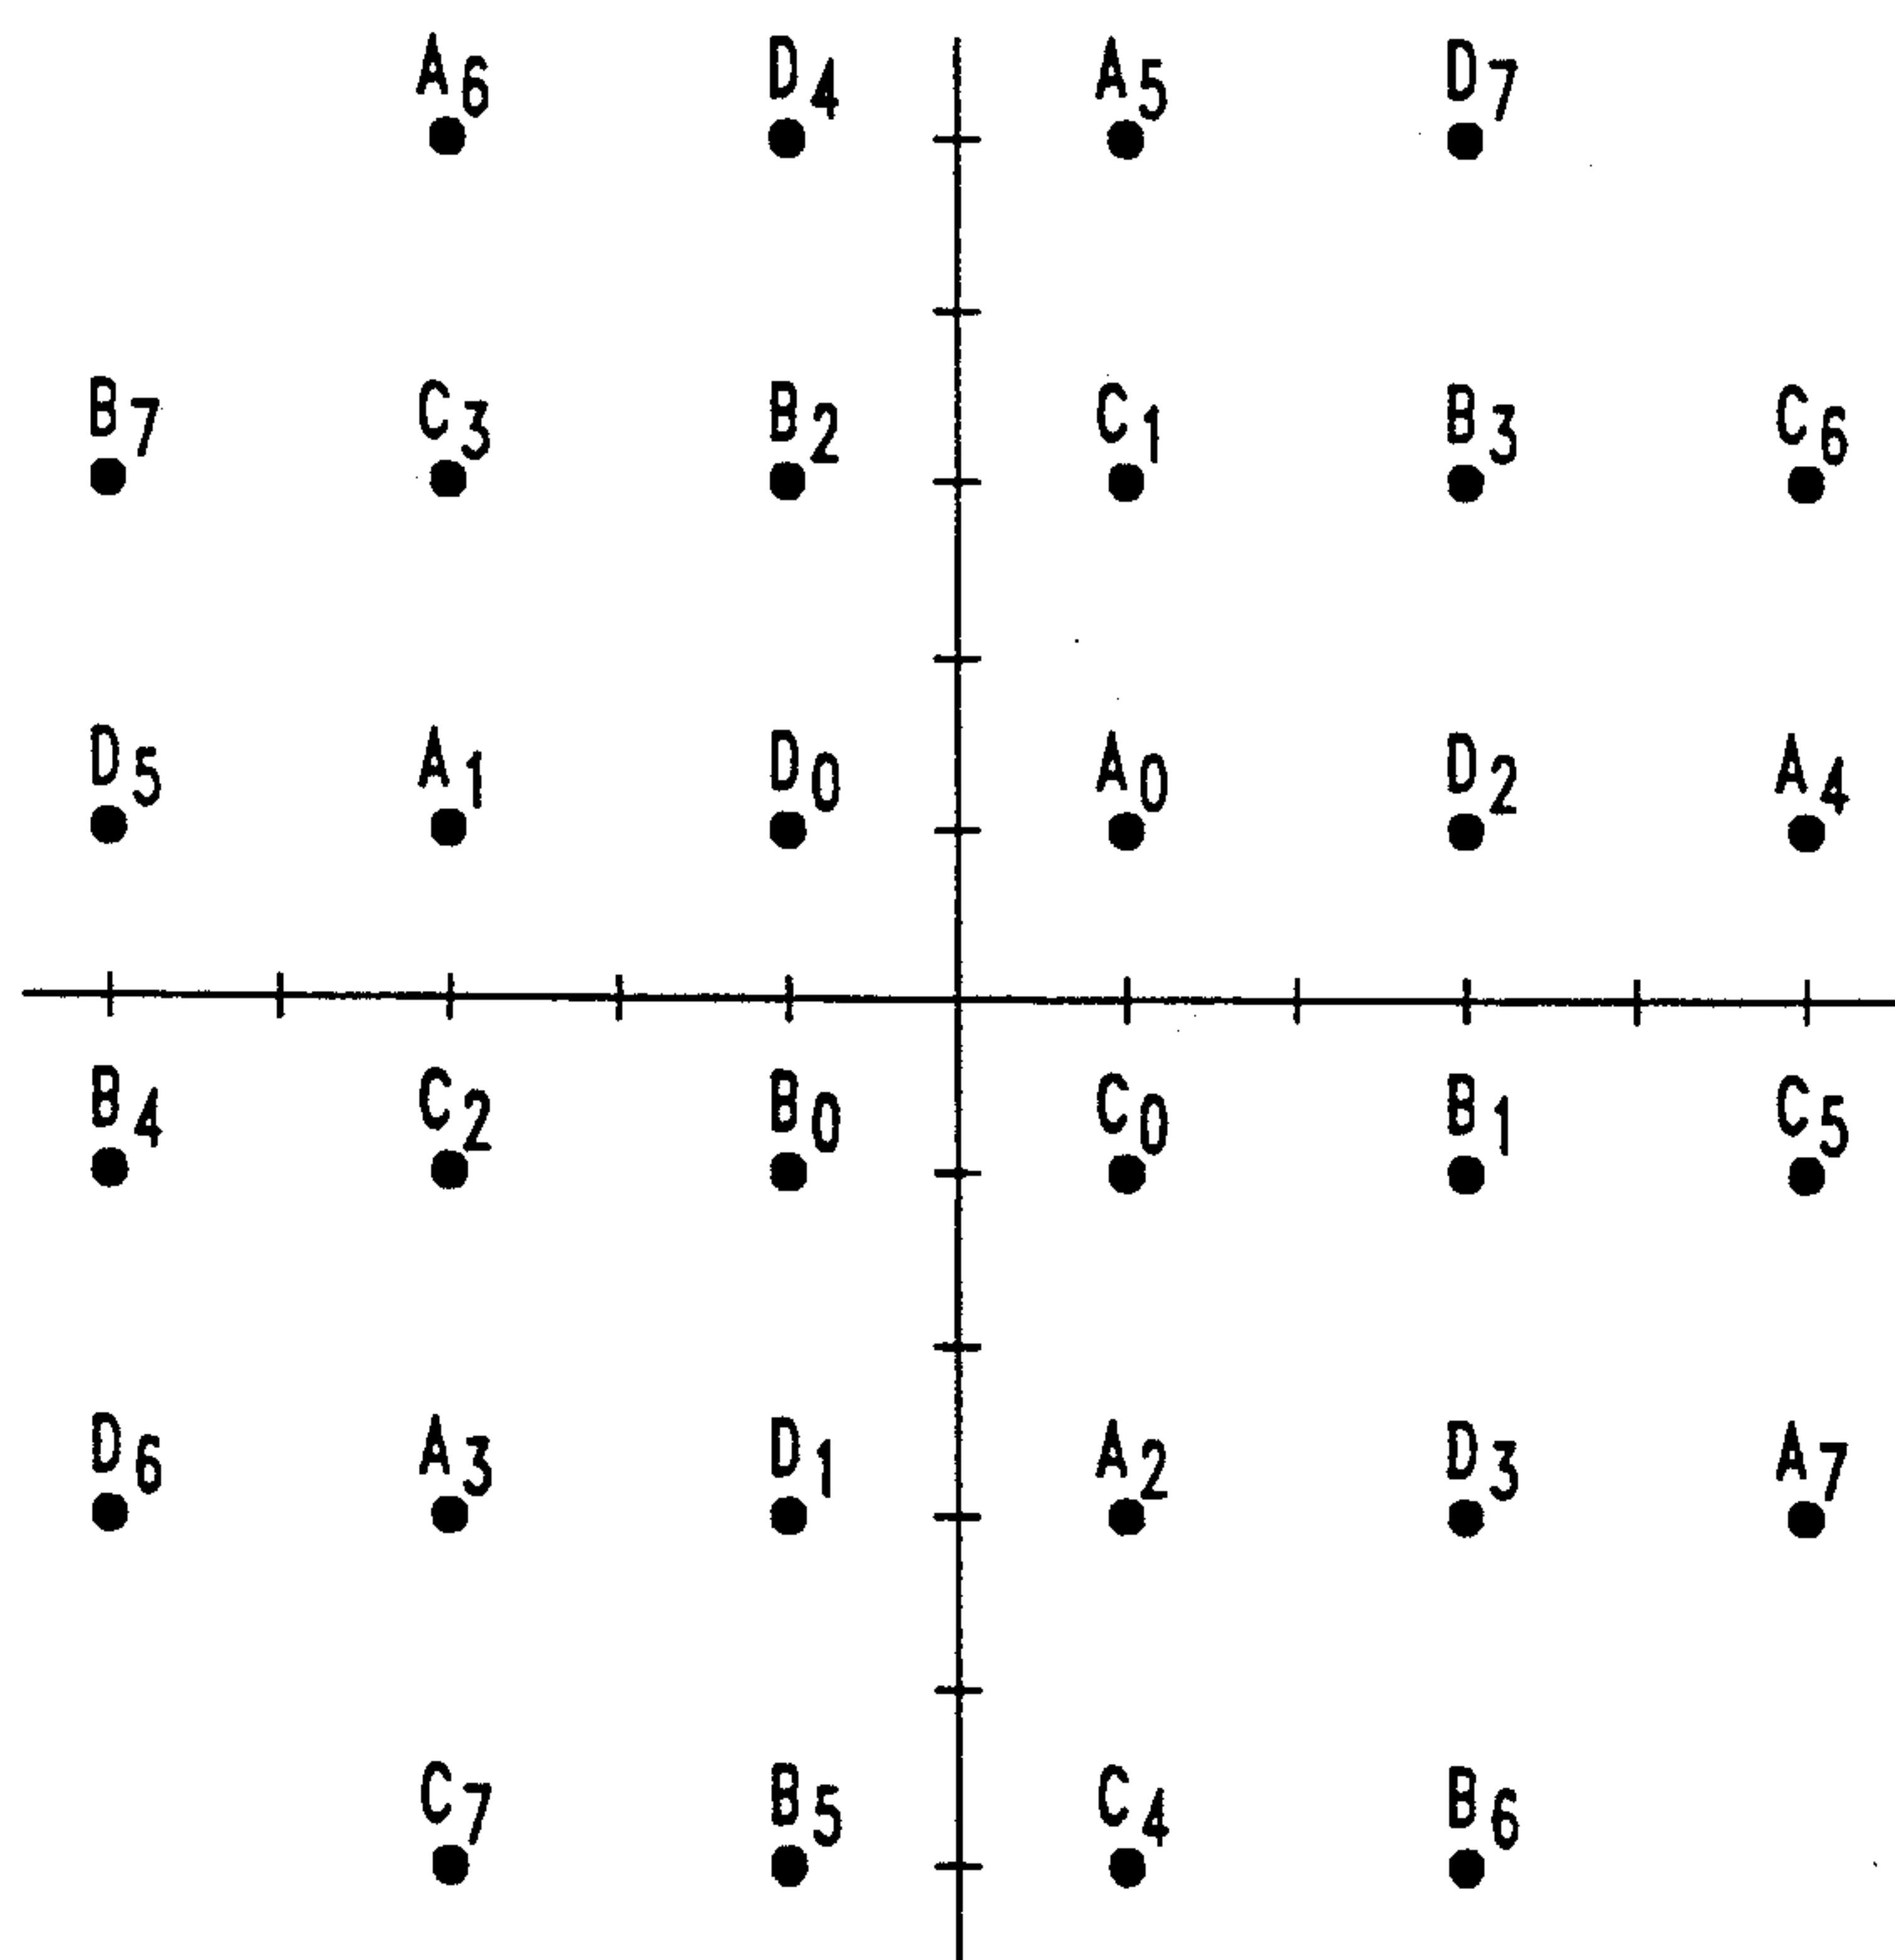 A6 D4 A5 D7
B7 C3 B2 C1 B3 C6
D5 A1 D0 A0 D2 A4
B4 C2 B0 C0 B1 C5
D6 A3 D1 A2 D3 A7
C7 B5 C4 B6